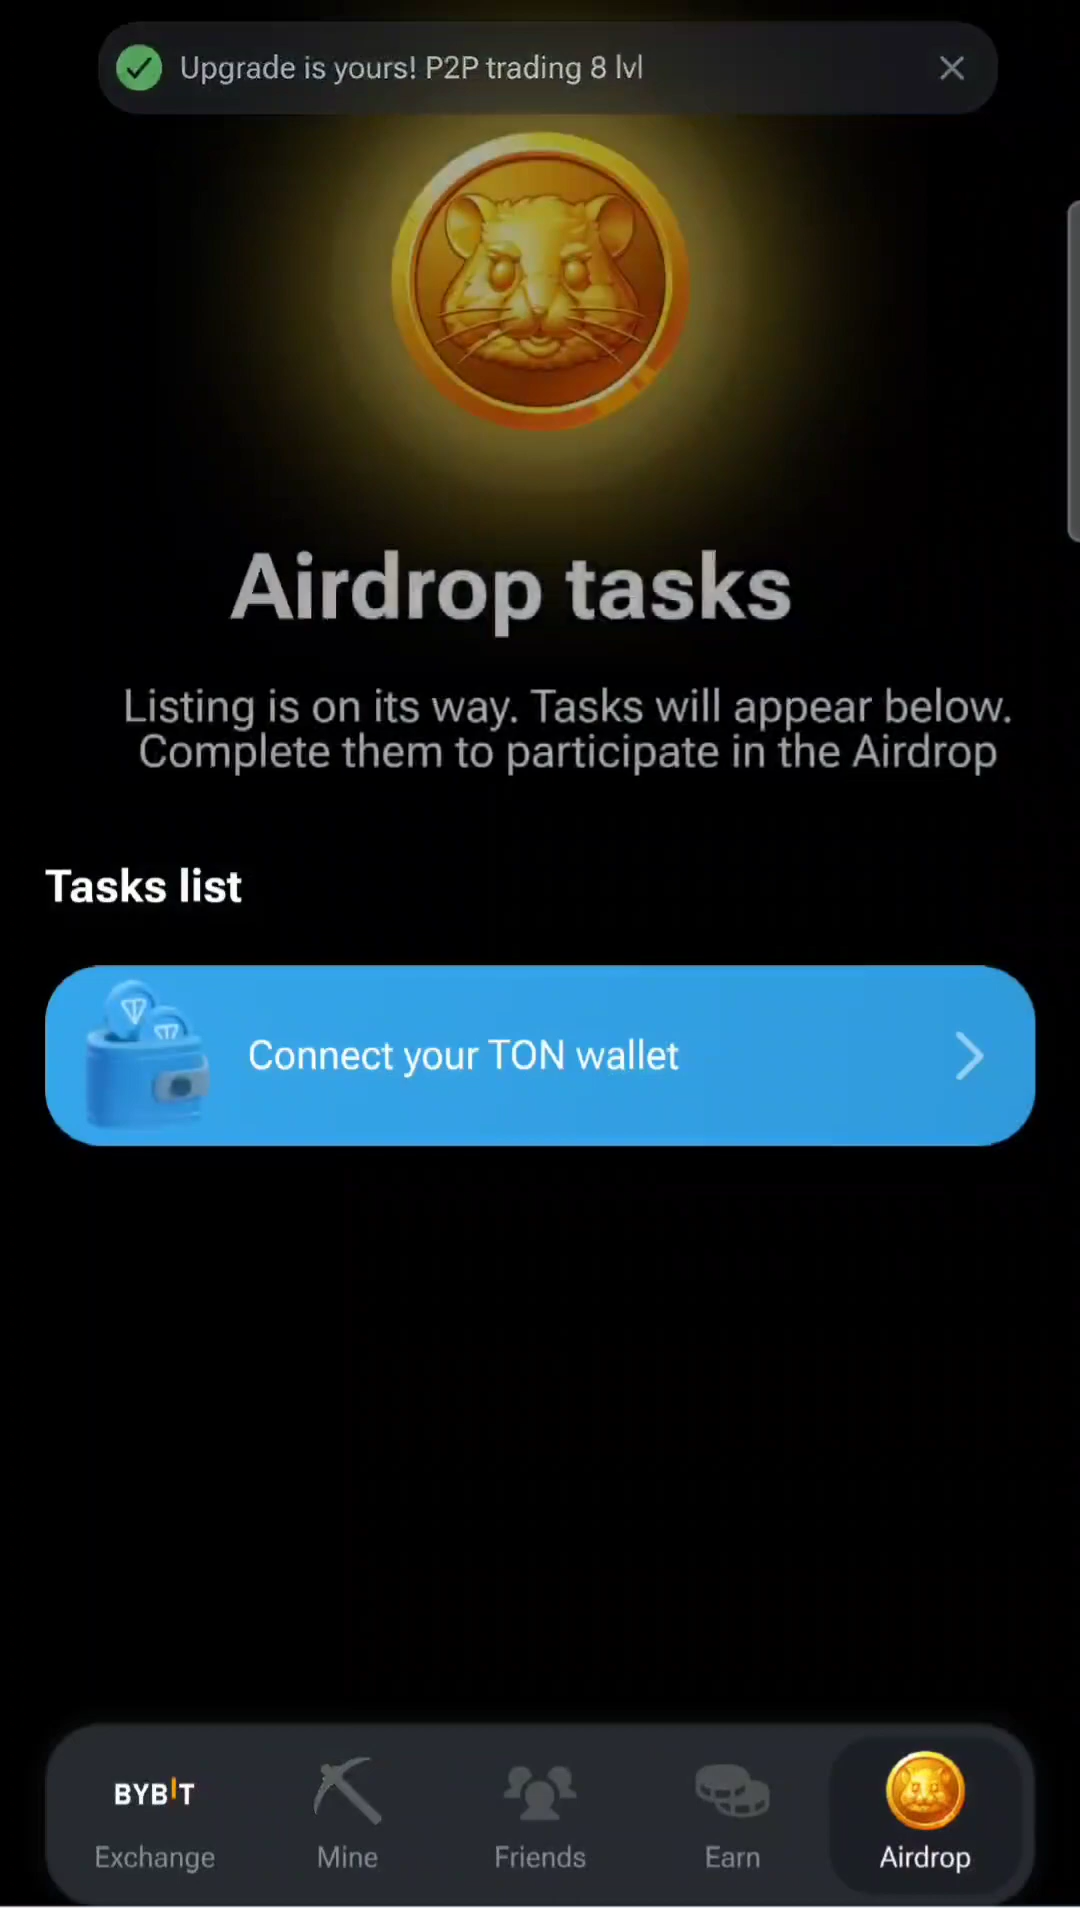 Upgrade is yours! P2P trading 8 lvl
Airdrop tasks
Listing is on its way. Tasks will appear below.
Complete them to participate in the Airdrop
Tasks list
Connect your TON wallet
BYBIT
Exchange
Mine
Friends
Earn
Airdrop